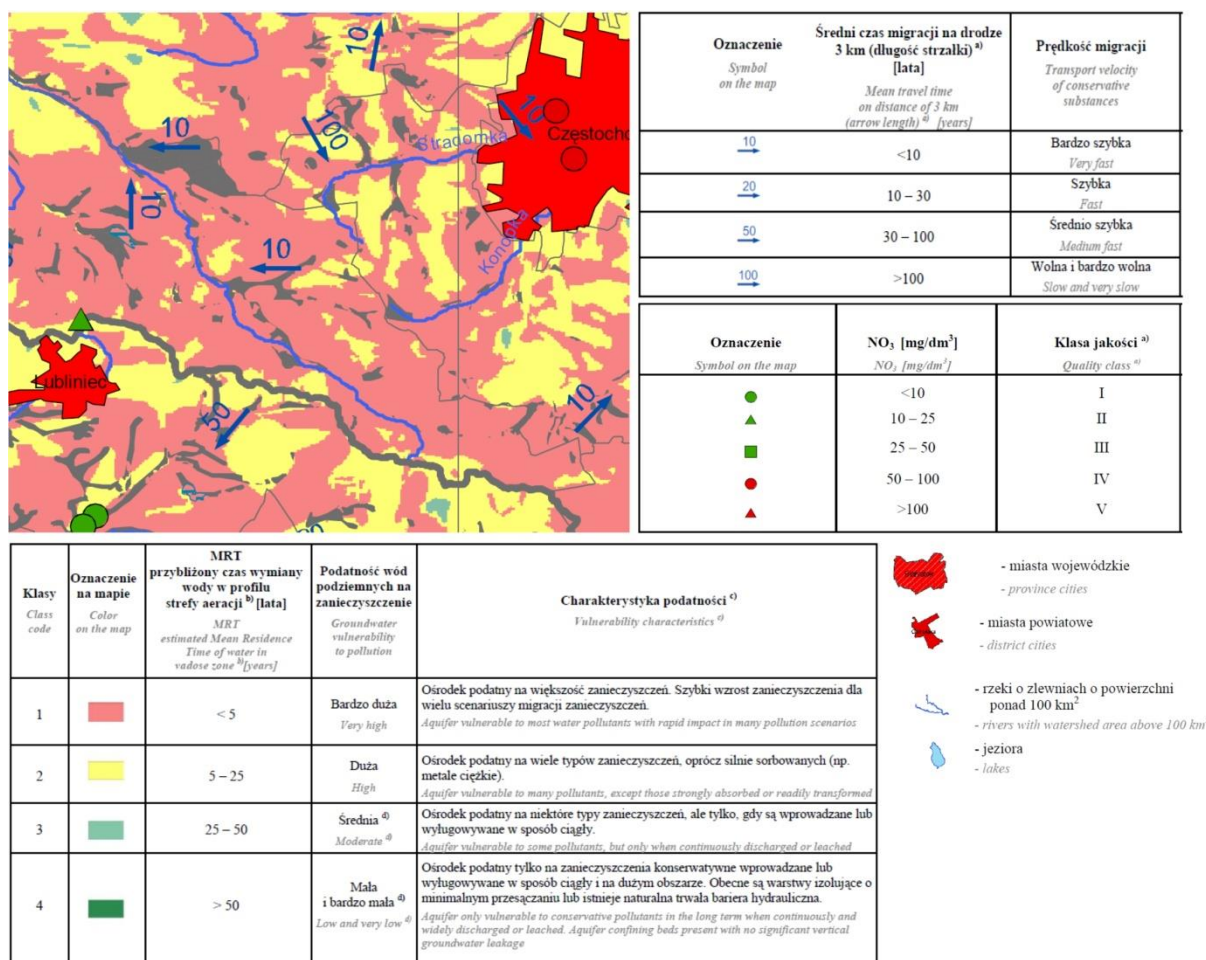 10
10
100
10
Stradomka
Częstocho
10
10
Kono
Lubliniec
50
10
Oznaczenie
Symbol
on the map
Średni czas migracji na drodze
3 km (długość strzałki) a)
[lata]
Mean travel time
on distance of 3 km
(arrow length) a) [years]
Prędkość migracji
Transport velocity
of conservative
substances
10
<10
Bardzo szybka
Very fast
20
10 – 30
Szybka
Fast
50
30 – 100
Średnio szybka
Medium fast
100
>100
Wolna i bardzo wolna
Slow and very slow
Oznaczenie
Symbol on the map
NO3 [mg/dm3]
NO3 [mg/dm3]
Klasa jakości a)
Quality class a)
<10
I
10 – 25
II
25 – 50
III
50 – 100
IV
>100
V
Klasy
Class
code
Oznaczenie
na mapie
Color
on the map
MRT
przybliżony czas wymiany
wody w profilu
strefy aeracji b) [lata]
MRT
estimated Mean Residence
Time of water in
vadose zone b)[years]
Podatność wód
podziemnych na
zanieczyszczenie
Groundwater
vulnerability
to pollution
Charakterystyka podatności c)
Vulnerability characteristics c)
1
< 5
Bardzo duża
Very high
Ośrodek podatny na większość zanieczyszczeń. Szybki wzrost zanieczyszczenia dla
wielu scenariuszy migracji zanieczyszczeń.
Aquifer vulnerable to most water pollutants with rapid impact in many pollution scenarios
2
5 – 25
Duża
High
Ośrodek podatny na wiele typów zanieczyszczeń, oprócz silnie sorbowanych (np.
metale ciężkie).
Aquifer vulnerable to many pollutants, except those strongly absorbed or readily transformed
3
25 – 50
Średnia d)
Moderate d)
Ośrodek podatny na niektóre typy zanieczyszczeń, ale tylko, gdy są wprowadzane lub
wyługowywane w sposób ciągły.
Aquifer vulnerable to some pollutants, but only when continuously discharged or leached
4
> 50
Mała
i bardzo mała d)
Low and very low d)
Ośrodek podatny tylko na zanieczyszczenia konserwatywne wprowadzane lub
wyługowywane w sposób ciągły i na dużym obszarze. Obecne są warstwy izolujące o
minimalnym przesączaniu lub istnieje naturalna trwała bariera hydrauliczna.
Aquifer only vulnerable to conservative pollutants in the long term when continuously and
widely discharged or leached. Aquifer confining beds present with no significant vertical
groundwater leakage
- miasta wojewódzkie
- province cities
- miasta powiatowe
- district cities
- rzeki o zlewniach o powierzchni
ponad 100 km2
- rivers with watershed area above 100 km
- jeziora
- lakes